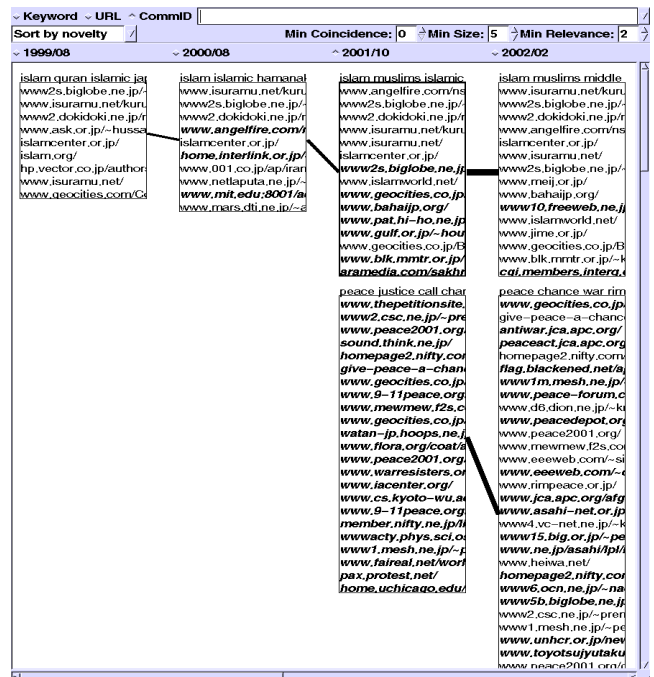 Keyword URL CommID
Sort by novelty Min Coincidence: 0 Min Size: 5 Min Relevance: 2
1999/08 2000/08 2001/10 2002/02
islam quran islamic jap
www2s.biglobe.ne.jp/~
www.isuramu.net/kuru
www2.dokidoki.ne.jp/r
www.ask.or.jp/~hussa
islamcenter.or.jp/
islam.org/
hp.vector.co.jp/author
www.isuramu.net/
www.geocities.com/Co
islam islamic hamanak
www.isuramu.net/kuru
www2s.biglobe.ne.jp/~
www2.dokidoki.ne.jp/r
www.angelfire.com/n
islamcenter.or.jp/
home.interlink.or.jp/
www.001.co.jp/ap/iran
www.netlaputa.ne.jp/~
www.mit.edu:8001/a
www.mars.dti.ne.jp/~a
islam muslims islamic
www.angelfire.com/ns
www2s.biglobe.ne.jp/~
www2.dokidoki.ne.jp/r
www.isuramu.net/kuru
www.isuramu.net/
islamcenter.or.jp/
www2s.biglobe.ne.jp
www.islamworld.net/
www.geocities.co.jp
www.bahaijp.org/
www.pat.hi-ho.ne.jp
www.gulf.or.jp/~hou
www.geocities.co.jp/B
www.blk.mmtr.or.jp/
aramedia.com/sakhr
islam muslims middle
www.isuramu.net/kuru
www2s.biglobe.ne.jp/~
www2.dokidoki.ne.jp/r
www.angelfire.com/ns
islamcenter.or.jp/
www.isuramu.net/
www2s.biglobe.ne.jp/~
www.meij.or.jp/
www.bahaijp.org/
www10.freeweb.ne.jp
www.islamworld.net/
www.jime.or.jp/
www.geocities.co.jp/B
www.blk.mmtr.or.jp/~k
cgi.members.interq.o
peace justice call char
www.thepetitionsite.
www2.csc.ne.jp/~pre
www.peace2001.org
sound.think.ne.jp/
homepage2.nifty.cor
give-peace-a-chan
www.geocities.co.jp
www.9-11peace.org
www.mewmew.f2s.c
www.geocities.co.jp
watan-jp.hoops.ne.j
www.flora.org/coat/a
www.peace2001.org
www.warresisters.or
www.iacenter.org/
www.cs.kyoto-wu.ac
www.9-11peace.org
member.nifty.ne.jp/li
wwwacty.phys.sci.os
www1.mesh.ne.jp/~p
www.faireal.net/worl
pax.protest.net/
home.uchicago.edu/
peace chance war rim
www.geocities.co.jp
give-peace-a-chanc
antiwar.jca.apc.org/
peaceact.jca.apc.org
homepage2.nifty.com
flag.blackened.net/a
www1m.mesh.ne.jp/
www.peace-forum.c
www.d6.dion.ne.jp/~kr
www.peacedepot.org
www.peace2001.org/
www.mewmew.f2s.co
www.eeeweb.com/~si
www.eeeweb.com/~
www.rimpeace.or.jp/
www.jca.apc.org/afg
www.asahi-net.or.jp
www4.vc-net.ne.jp/~k
www15.big.or.jp/~pe
www.ne.jp/asahi/lpl/i
www.heiwa.net/
homepage2.nifty.cor
www6.ocn.ne.jp/~na
www5b.biglobe.ne.jp
www2.csc.ne.jp/~prem
www1.mesh.ne.jp/~pe
www.unhcr.or.jp/new
www.toyotsujyutaku
www.peace2001.org/c